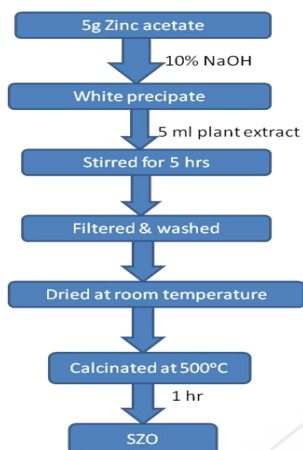 5g Zinc acetate
10% NaOH
White precipate
5 ml plant extract
Stirred for 5 hrs
Filtered & washed
Dried at room temperature
Calcinated at 500°C
1 hr
SZO